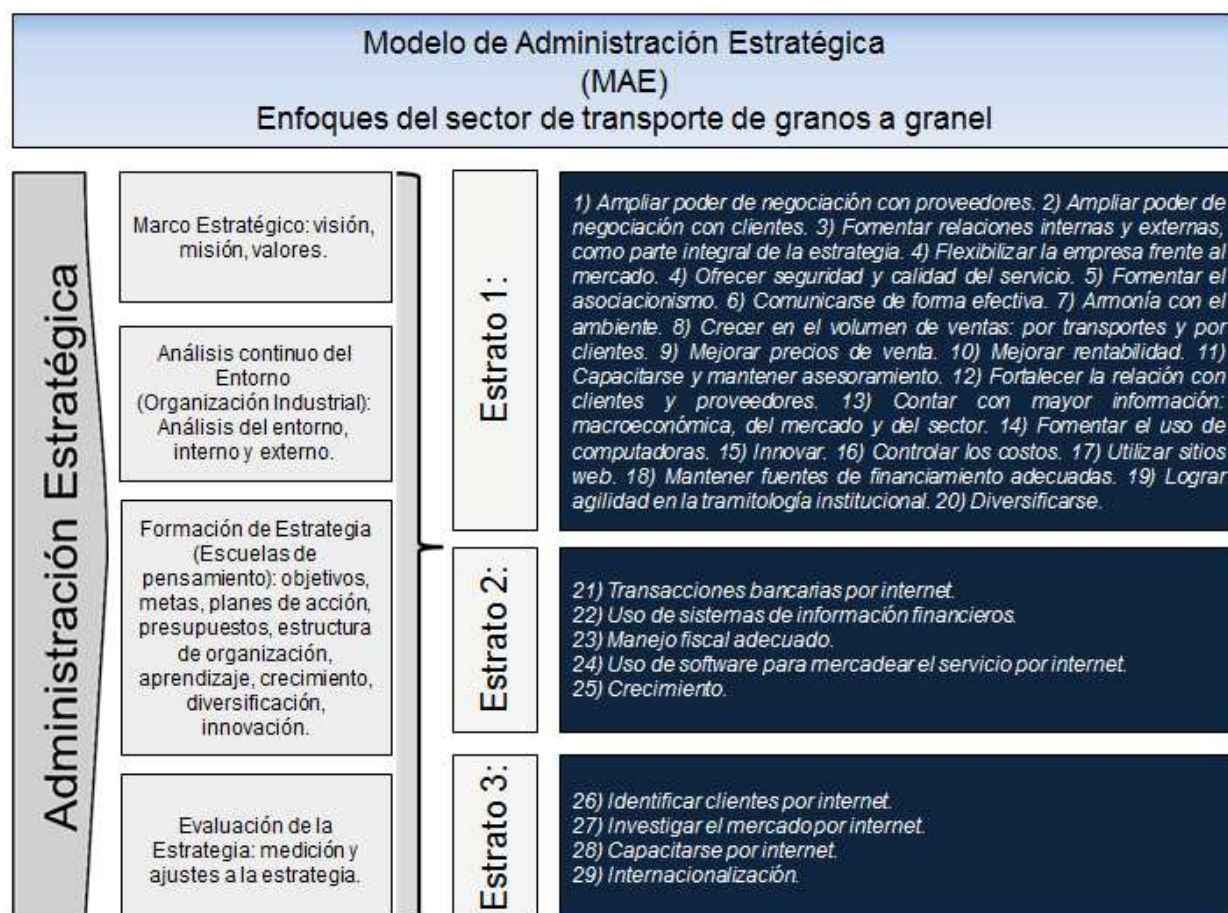 Modelo de Administración Estratégica
(MAE)
Enfoques del sector de transporte de granos a granel
Administración Estratégica
Marco Estratégico: visión,
misión, valores.
Análisis continuo del
Entorno
(Organización Industrial):
Análisis del entorno,
interno y externo.
Formación de Estrategia
(Escuelas de
pensamiento): objetivos,
metas, planes de acción,
presupuestos, estructura
de organización,
aprendizaje, crecimiento,
diversificación,
innovación.
Evaluación de la
Estrategia: medición y
ajustes a la estrategia.
Estrato 1:
1) Ampliar poder de negociación con proveedores. 2) Ampliar poder de
negociación con clientes. 3) Fomentar relaciones internas y externas,
como parte integral de la estrategia. 4) Flexibilizar la empresa frente al
mercado. 4) Ofrecer seguridad y calidad del servicio. 5) Fomentar el
asociacionismo. 6) Comunicarse de forma efectiva. 7) Armonía con el
ambiente. 8) Crecer en el volumen de ventas: por transportes y por
clientes. 9) Mejorar precios de venta. 10) Mejorar rentabilidad. 11)
Capacitarse y mantener asesoramiento. 12) Fortalecer la relación con
clientes y proveedores. 13) Contar con mayor información:
macroeconómica, del mercado y del sector. 14) Fomentar el uso de
computadoras. 15) Innovar. 16) Controlar los costos. 17) Utilizar sitios
web. 18) Mantener fuentes de financiamiento adecuadas. 19) Lograr
agilidad en la tramitología institucional. 20) Diversificarse.
Estrato 2:
21) Transacciones bancarias por internet.
22) Uso de sistemas de información financieros.
23) Manejo fiscal adecuado.
24) Uso de software para mercadear el servicio por internet.
25) Crecimiento.
Estrato 3:
26) Identificar clientes por internet.
27) Investigar el mercado por internet.
28) Capacitarse por internet.
29) Internacionalización.